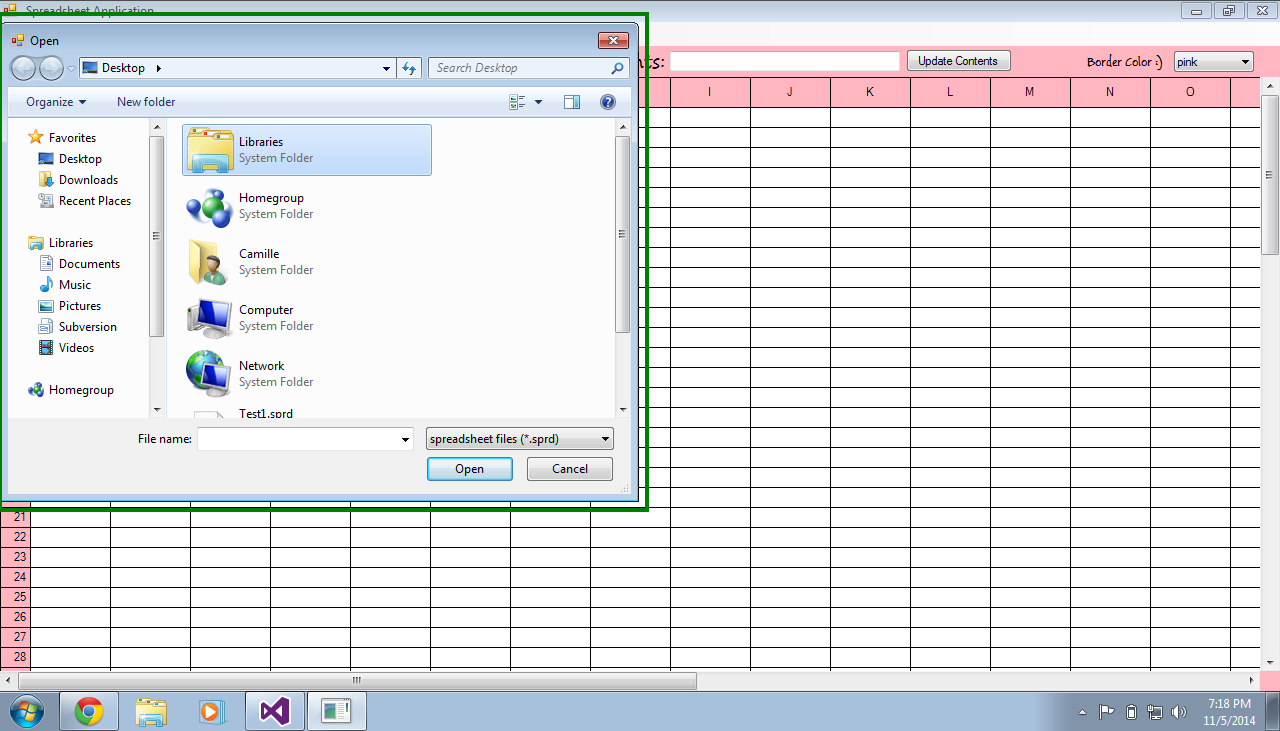 Spreadsheet Application
Open
Update Contents
Border Color :)
pink
Desktop
Search Desktop
Organize
New folder
I J K L M N O
Favorites
Desktop
Downloads
Recent Places
Libraries
Documents
Music
Pictures
Subversion
Videos
Homegroup
Libraries
System Folder
Homegroup
System Folder
Camille
System Folder
Computer
System Folder
Network
System Folder
Test1.sprd
File name:
spreadsheet files (*.sprd)
Open
Cancel
21
22
23
24
25
26
27
28
7:18 PM
11/5/2014